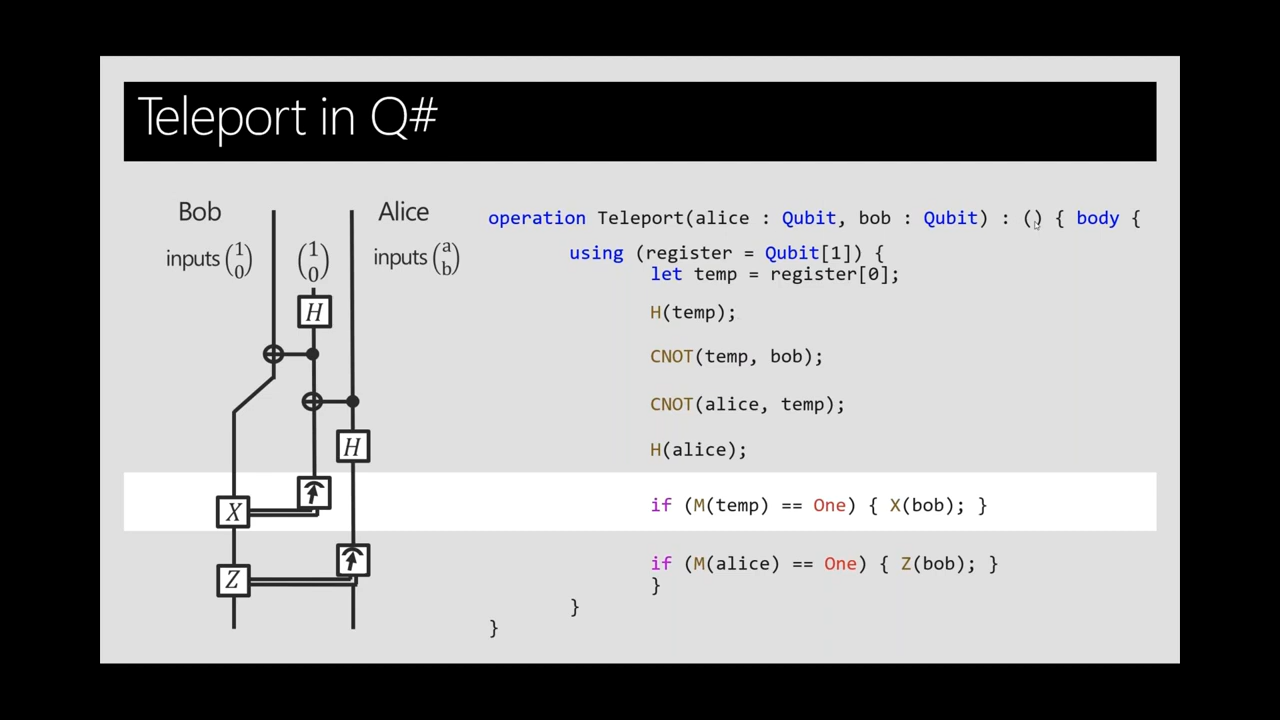 Teleport in Q#
Bob
Alice
inputs (1 0)
(1 0)
inputs (a b)
H
H
X
Z
operation Teleport(alice : Qubit, bob : Qubit) : () { body {
using (register = Qubit[1]) {
let temp = register[0];
H(temp);
CNOT(temp, bob);
CNOT(alice, temp);
H(alice);
if (M(temp) == One) { X(bob); }
if (M(alice) == One) { Z(bob); }
}
}
}